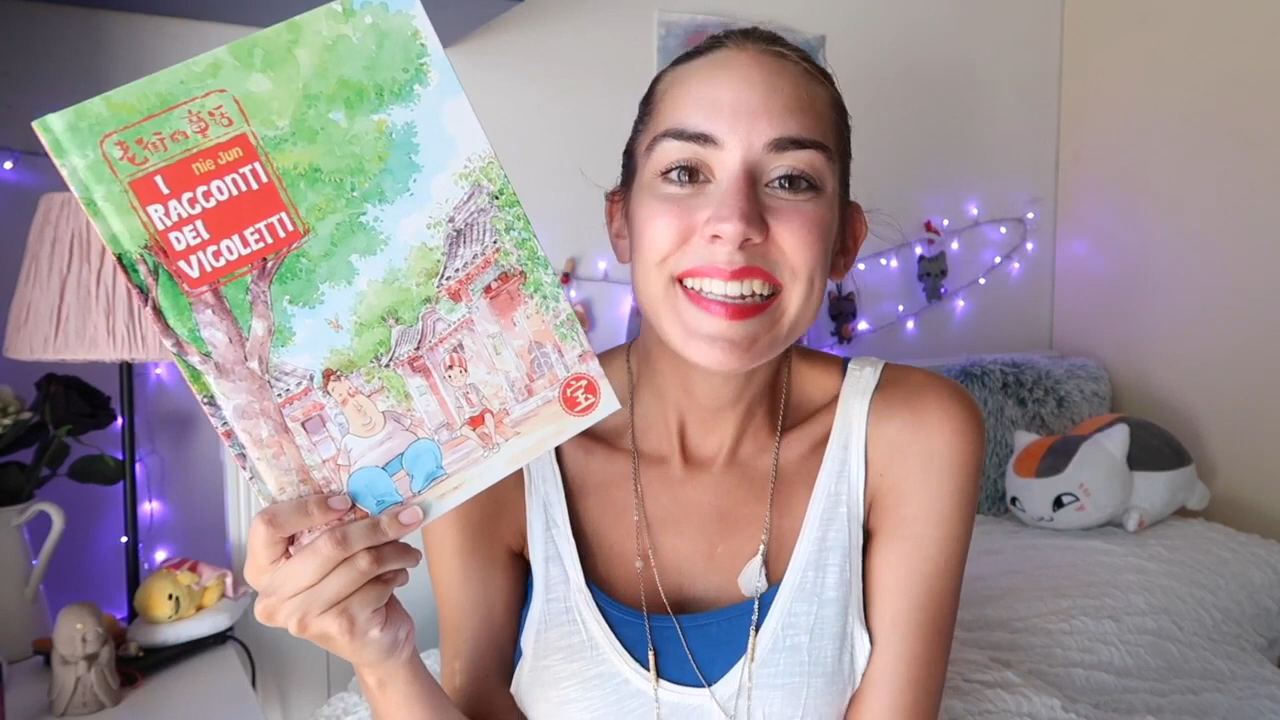 老街的童话
nie Jun
I
RACCONTI
DEI
VICOLETTI
宝